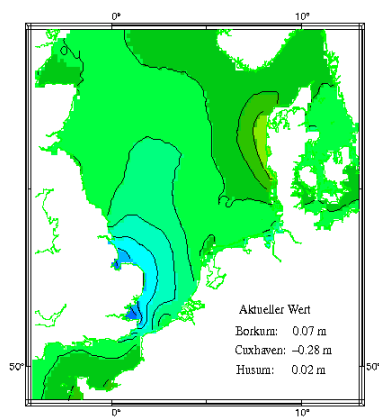 0° 10°
Aktueller Wert
Borkum: 0.07 m
Cuxhaven: −0.28 m
Husum: 0.02 m
50° 50°
0° 10°